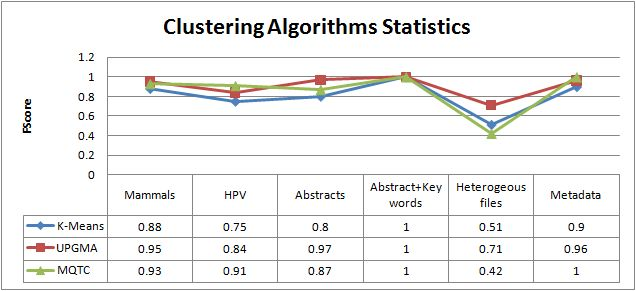 Clustering Algorithms Statistics
FScore
1.2
1
0.8
0.6
0.4
0.2
0
Mammals HPV Abstracts Abstract+Key Heterogeous Metadata
words files
K-Means 0.88 0.75 0.8 1 0.51 0.9
UPGMA 0.95 0.84 0.97 1 0.71 0.96
MQTC 0.93 0.91 0.87 1 0.42 1